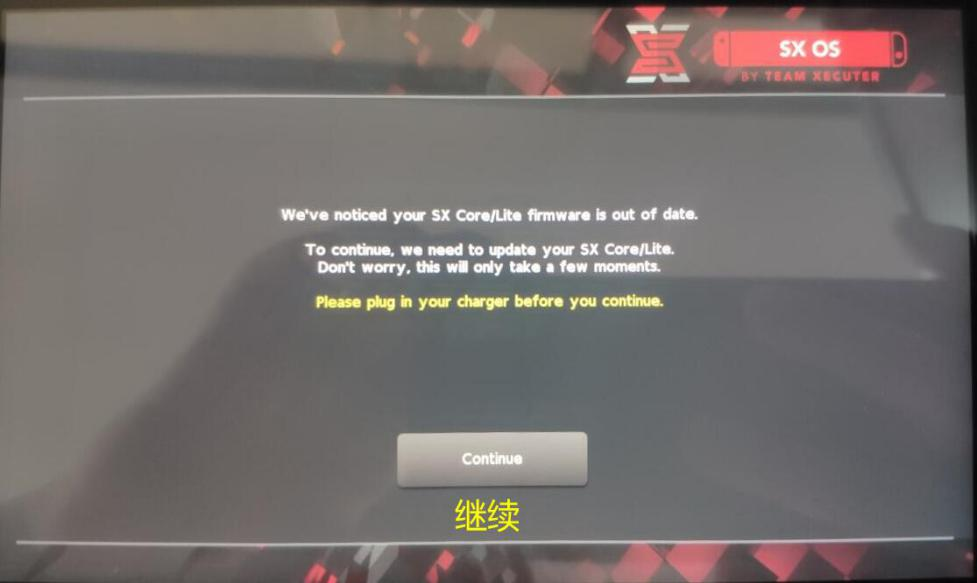 SX OS
BY TEAM XECUTER
We've noticed your SX Core/Lite firmware is out of date.
To continue, we need to update your SX Core/Lite.
Don't worry, this will only take a few moments.
Please plug in your charger before you continue.
Continue
继续